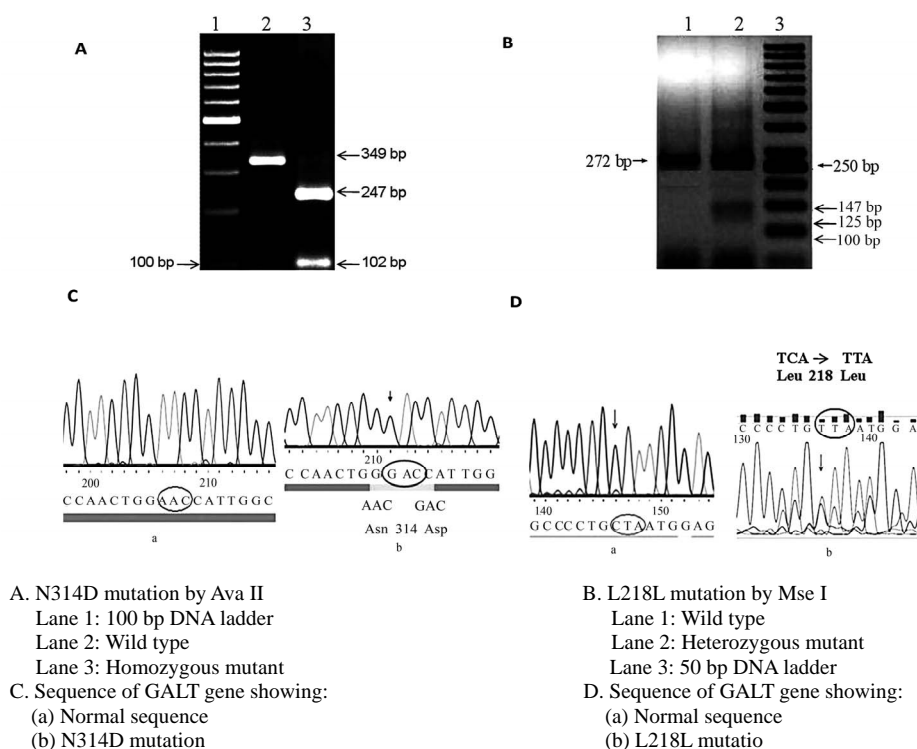 A
1 2 3
349 bp
247 bp
100 bp
102 bp
B
1 2 3
272 bp
250 bp
147 bp
125 bp
100 bp
C
200 210
CCAACTGGAACCATTGGC
a
210
CCAACTGGGACCATTGG
AAC GAC
Asn 314 Asp
b
D
140 150
GCCCCTGCTAATGGAG
a
TCA → TTA
Leu 218 Leu
CCCCTGTTAATGGA
130 140
b
A. N314D mutation by Ava II
Lane 1: 100 bp DNA ladder
Lane 2: Wild type
Lane 3: Homozygous mutant
C. Sequence of GALT gene showing:
(a) Normal sequence
(b) N314D mutation
B. L218L mutation by Mse I
Lane 1: Wild type
Lane 2: Heterozygous mutant
Lane 3: 50 bp DNA ladder
D. Sequence of GALT gene showing:
(a) Normal sequence
(b) L218L mutatio